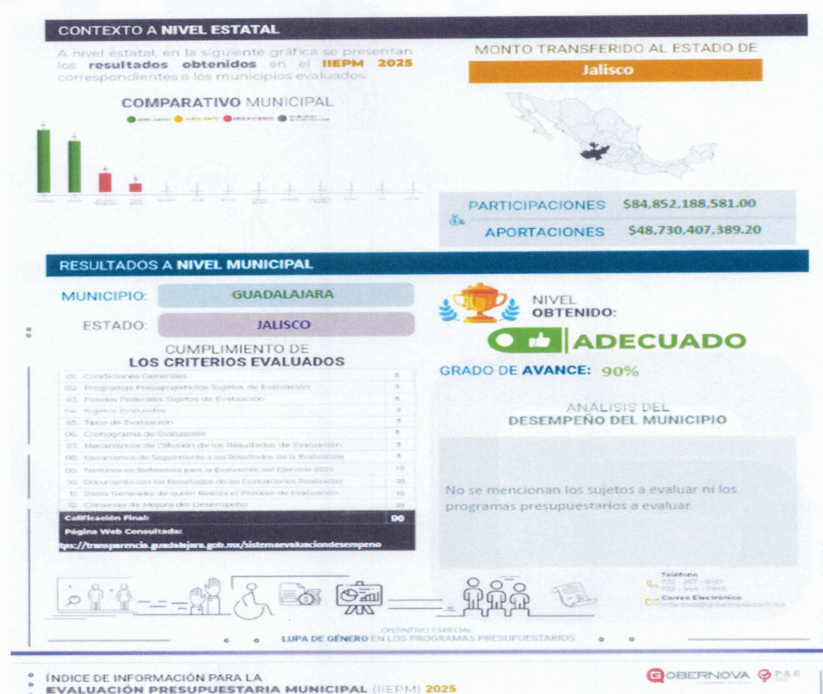 CONTEXTO A NIVEL ESTATAL
A nivel estatal, en la siguiente gráfica se presentan
los resultados obtenidos en el IIEPM 2025
correspondientes a los municipios evaluados:
COMPARATIVO MUNICIPAL
MONTO TRANSFERIDO AL ESTADO DE
Jalisco
PARTICIPACIONES $84,852,188,581.00
APORTACIONES $48,730,407,389.20
RESULTADOS A NIVEL MUNICIPAL
MUNICIPIO: GUADALAJARA
ESTADO: JALISCO
CUMPLIMIENTO DE
LOS CRITERIOS EVALUADOS
01. Condiciones Generales
02. Programas Presupuestarios Sujetos de Evaluación
03. Fondos Federales Sujetos de Evaluación
04. Sujetos Evaluados
05. Tipos de Evaluación
06. Cronograma de Evaluación
07. Mecanismos de Difusión de los Resultados de Evaluación
08. Mecanismos de Seguimiento a los Resultados de la Evaluación
09. Términos de Referencia para la Evaluación del Ejercicio 2024
10. Documento con los Resultados de las Evaluaciones Realizadas
11. Datos Generales de quien Realiza el Proceso de Evaluación
12. Convenio de Mejora del Desempeño
Calificación Final: 90
Página Web Consultada:
tps://transparencia.guadalajara.gob.mx/sistemaevaluaciondesempeno
NIVEL
OBTENIDO:
ADECUADO
GRADO DE AVANCE: 90%
ANÁLISIS DEL
DESEMPEÑO DEL MUNICIPIO
No se mencionan los sujetos a evaluar ni los
programas presupuestarios a evaluar.
Teléfono
Correo Electrónico
DISTINTIVO ESPECIAL
LUPA DE GÉNERO EN LOS PROGRAMAS PRESUPUESTARIOS
ÍNDICE DE INFORMACIÓN PARA LA
EVALUACIÓN PRESUPUESTARIA MUNICIPAL (IIEPM) 2025
GOBERNOVA PAE